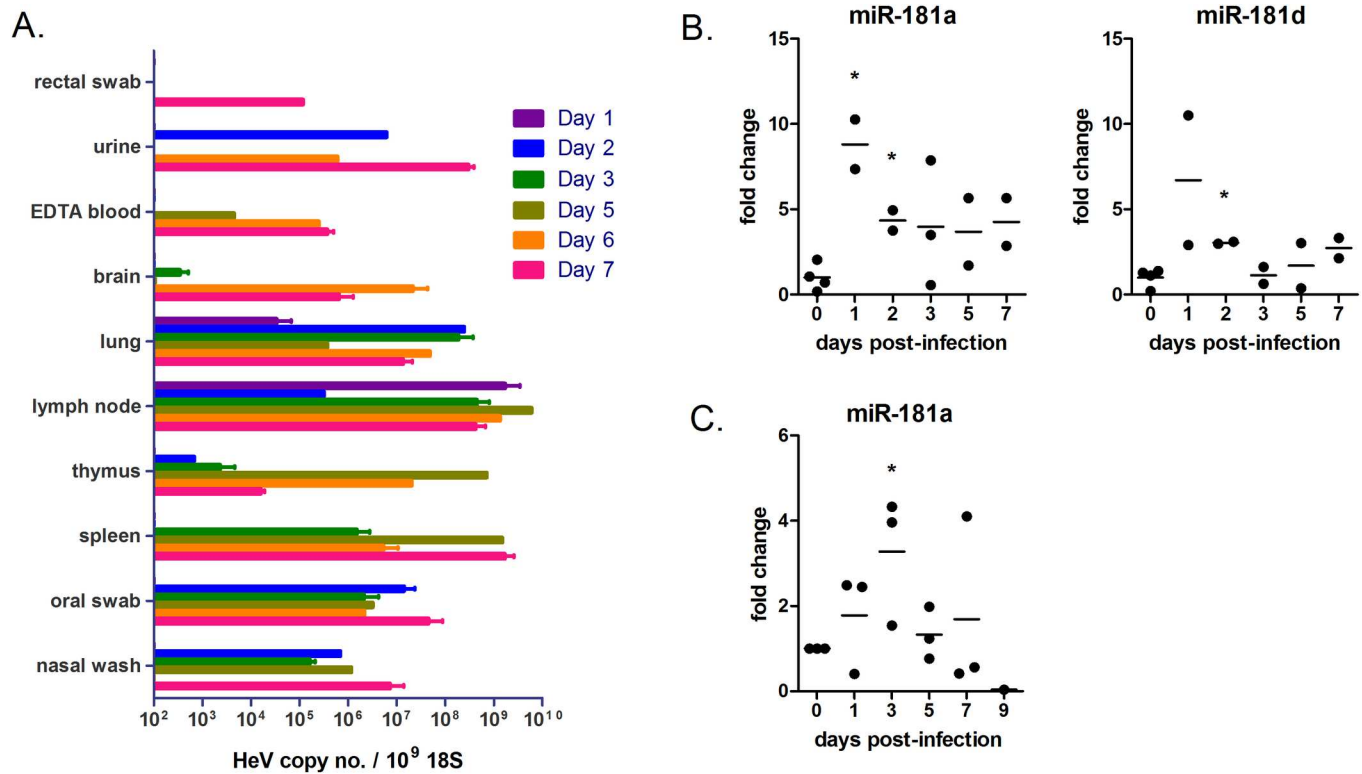 A.
rectal swab
urine
EDTA blood
brain
lung
lymph node
thymus
spleen
oral swab
nasal wash
10² 10³ 10⁴ 10⁵ 10⁶ 10⁷ 10⁸ 10⁹ 10¹⁰
HeV copy no. / 10⁹ 18S
Day 1
Day 2
Day 3
Day 5
Day 6
Day 7
B.
miR-181a
15
10
5
0
fold change
*
*
0 1 2 3 5 7
days post-infection
miR-181d
15
10
5
0
fold change
*
0 1 2 3 5 7
days post-infection
C.
miR-181a
6
4
2
0
fold change
*
0 1 3 5 7 9
days post-infection